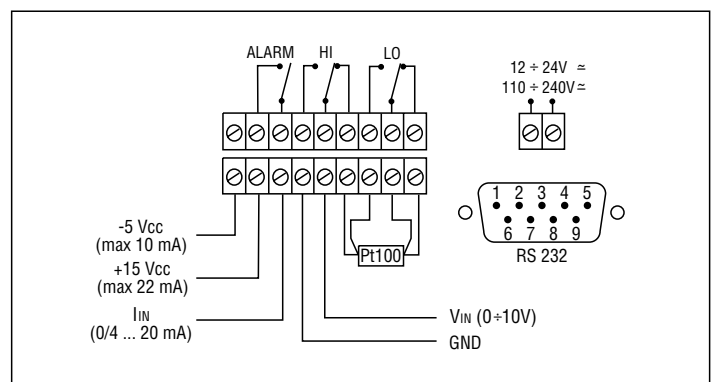 ALARM HI LO
12 ÷ 24V ≂
110 ÷ 240V ≂
1 2 3 4 5
6 7 8 9
RS 232
-5 Vcc
(max 10 mA)
+15 Vcc
(max 22 mA)
IIN
(0/4 ... 20 mA)
Pt100
VIN (0÷10V)
GND